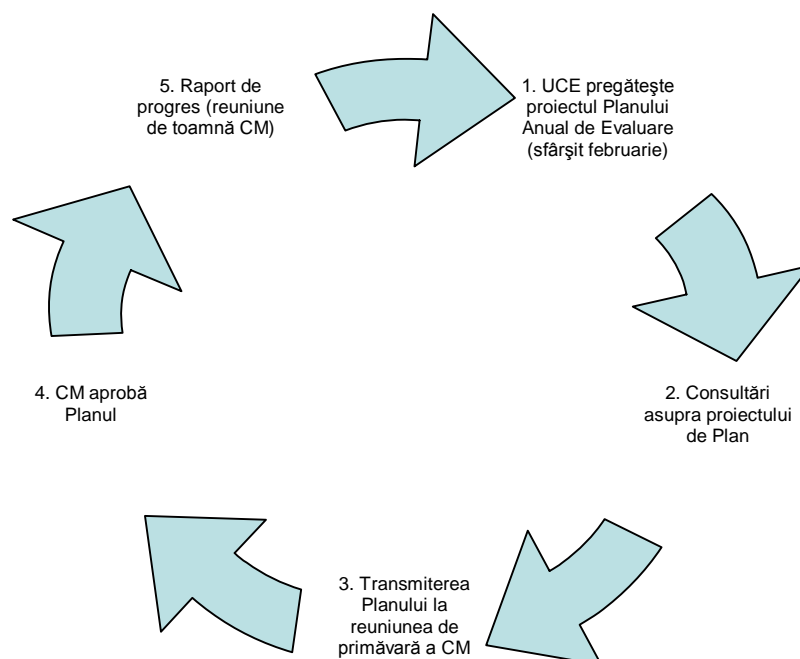 1. UCE pregăteşte
proiectul Planului
Anual de Evaluare
(sfârşit februarie)
2. Consultări
asupra proiectului
de Plan
3. Transmiterea
Planului la
reuniunea de
primăvară a CM
4. CM aprobă
Planul
5. Raport de
progres (reuniune
de toamnă CM)